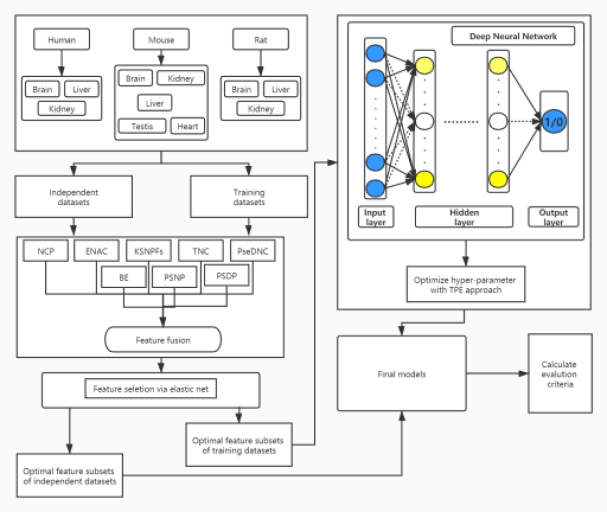 Human
Mouse
Rat
Brain
Liver
Kidney
Brain
Kidney
Liver
Testis
Heart
Brain
Liver
Kidney
Independent
datasets
Training
datasets
NCP
ENAC
KSNPFs
TNC
PseDNC
BE
PSNP
PSDP
Feature fusion
Feature seletion via elastic net
Optimal feature subsets
of training datasets
Optimal feature subsets
of independent datasets
Deep Neural Network
1/0
Input
layer
Hidden
layer
Output
layer
Optimize hyper-parameter
with TPE approach
Final models
Calculate
evalution
criteria